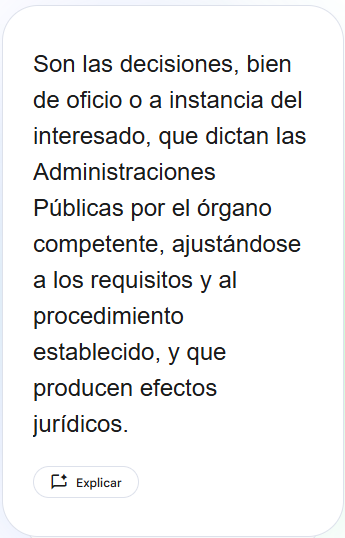 Son las decisiones, bien
de oficio o a instancia del
interesado, que dictan las
Administraciones
Públicas por el órgano
competente, ajustándose
a los requisitos y al
procedimiento
establecido, y que
producen efectos
jurídicos.
Explicar